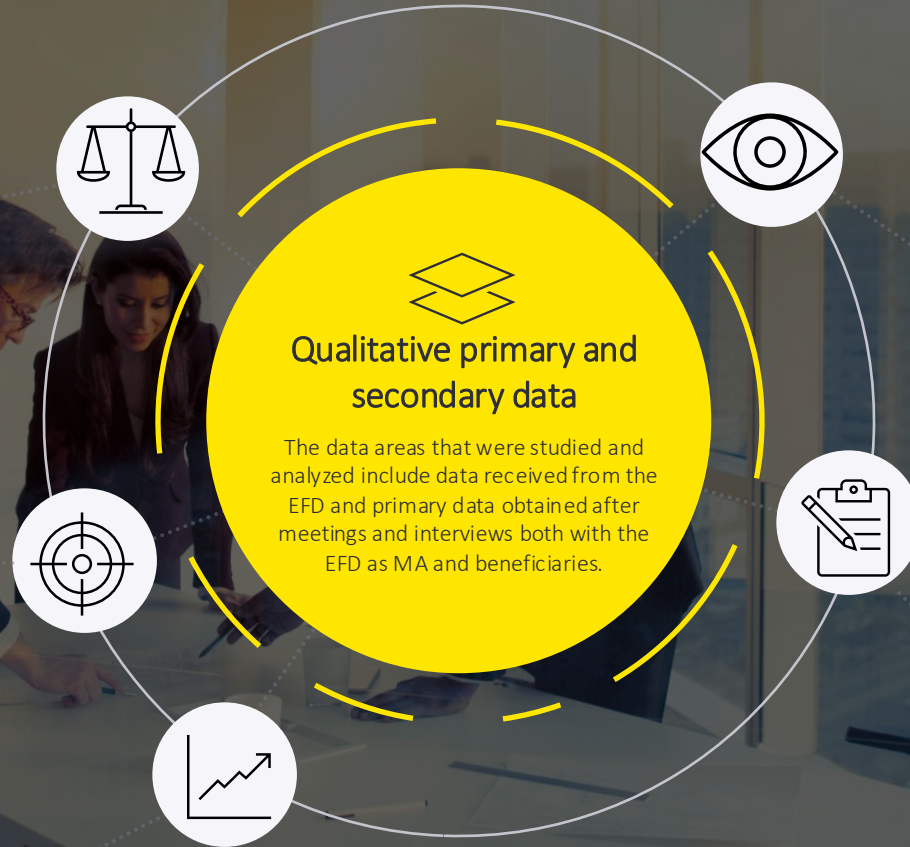 Qualitative primary and
secondary data
The data areas that were studied and
analyzed include data received from the
EFD and primary data obtained after
meetings and interviews both with the
EFD as MA and beneficiaries.